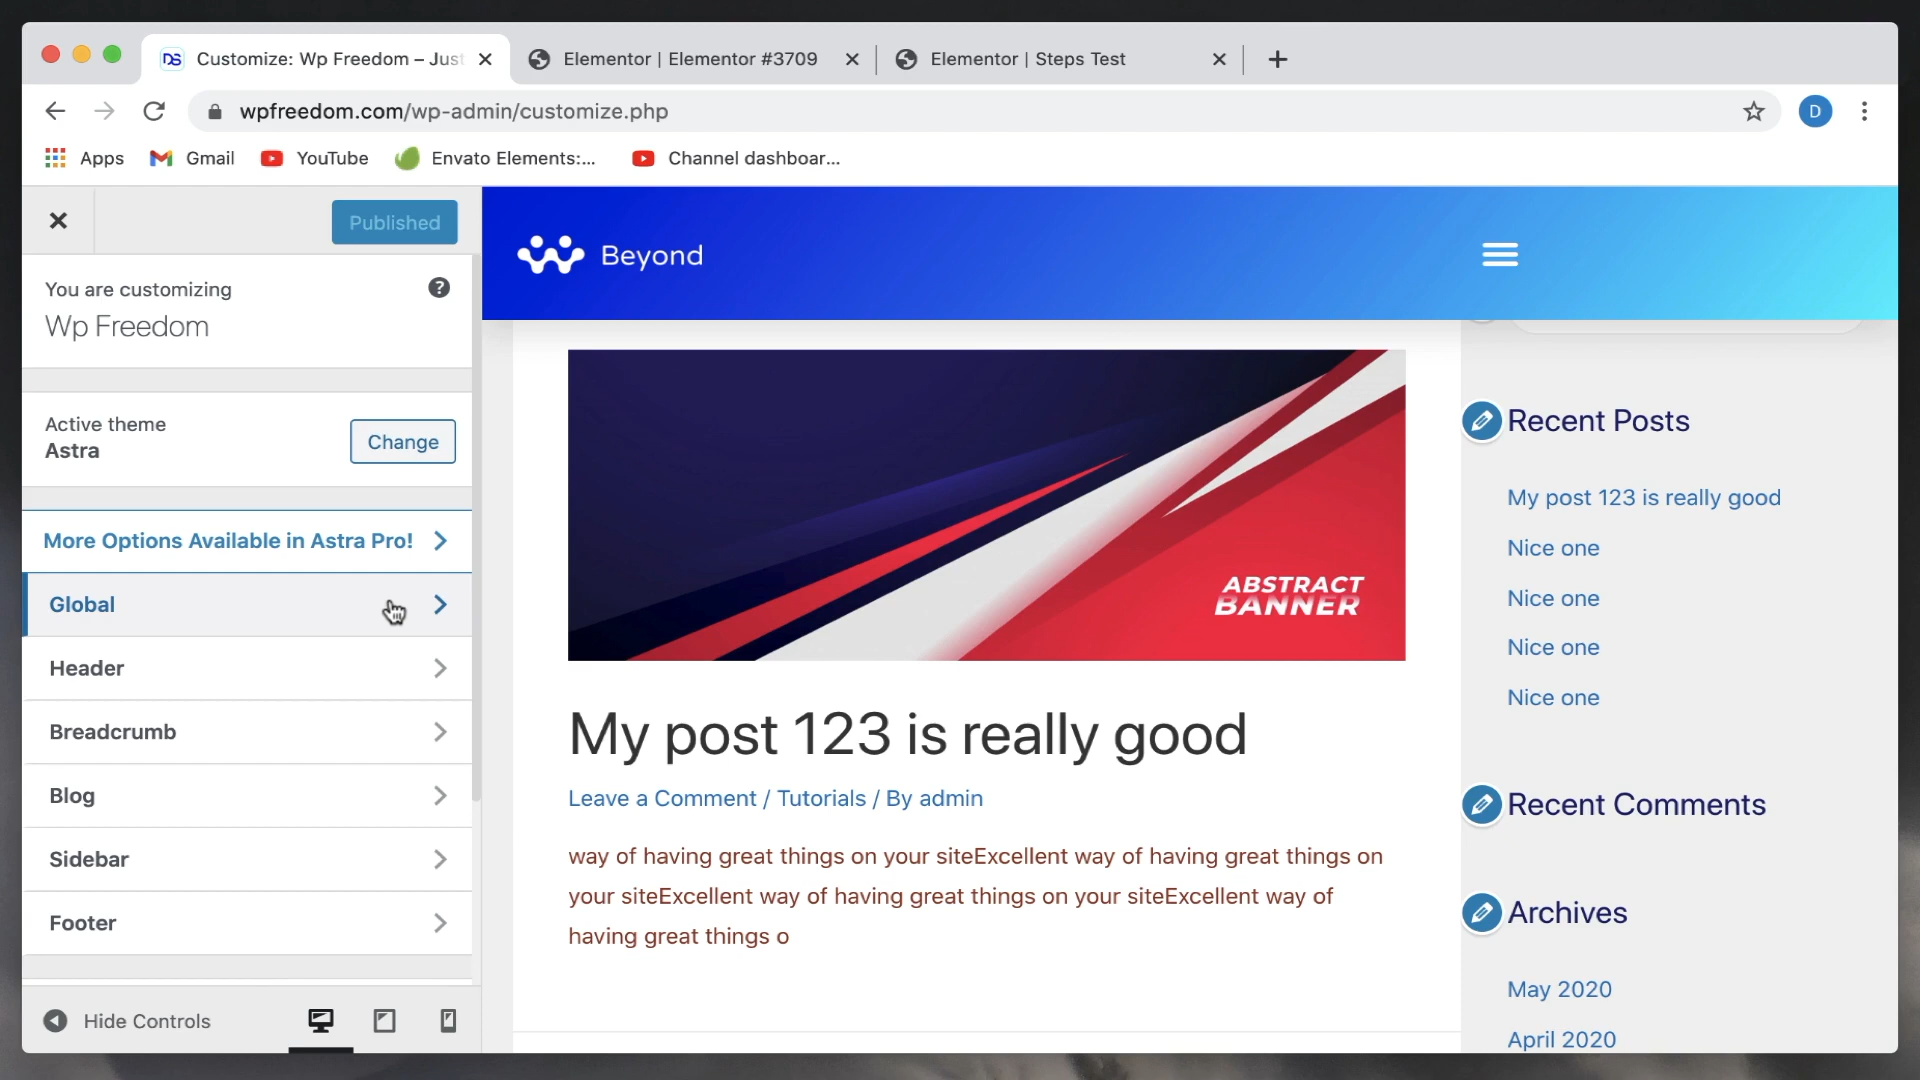 Customize: Wp Freedom – Just
Elementor | Elementor #3709
Elementor | Steps Test
wpfreedom.com/wp-admin/customize.php
D
Apps
Gmail
YouTube
Envato Elements:...
Channel dashboar...
Published
You are customizing
Wp Freedom
Active theme
Astra
Change
More Options Available in Astra Pro!
Global
Header
Breadcrumb
Blog
Sidebar
Footer
Hide Controls
Beyond
ABSTRACT
BANNER
My post 123 is really good
Leave a Comment / Tutorials / By admin
way of having great things on your siteExcellent way of having great things on
your siteExcellent way of having great things on your siteExcellent way of
having great things o
Recent Posts
My post 123 is really good
Nice one
Nice one
Nice one
Nice one
Recent Comments
Archives
May 2020
April 2020